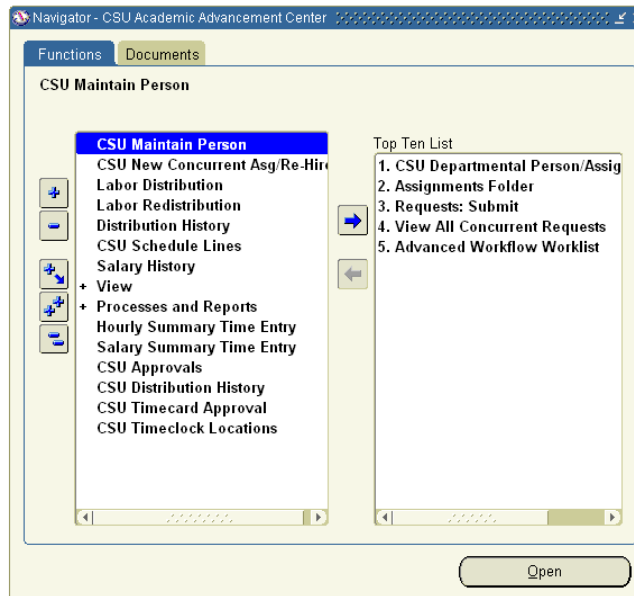 Navigator - CSU Academic Advancement Center
Functions
Documents
CSU Maintain Person
CSU Maintain Person
CSU New Concurrent Asg/Re-Hire
Labor Distribution
Labor Redistribution
Distribution History
CSU Schedule Lines
Salary History
+ View
+ Processes and Reports
Hourly Summary Time Entry
Salary Summary Time Entry
CSU Approvals
CSU Distribution History
CSU Timecard Approval
CSU Timeclock Locations
Top Ten List
1. CSU Departmental Person/Assig
2. Assignments Folder
3. Requests: Submit
4. View All Concurrent Requests
5. Advanced Workflow Worklist
Open